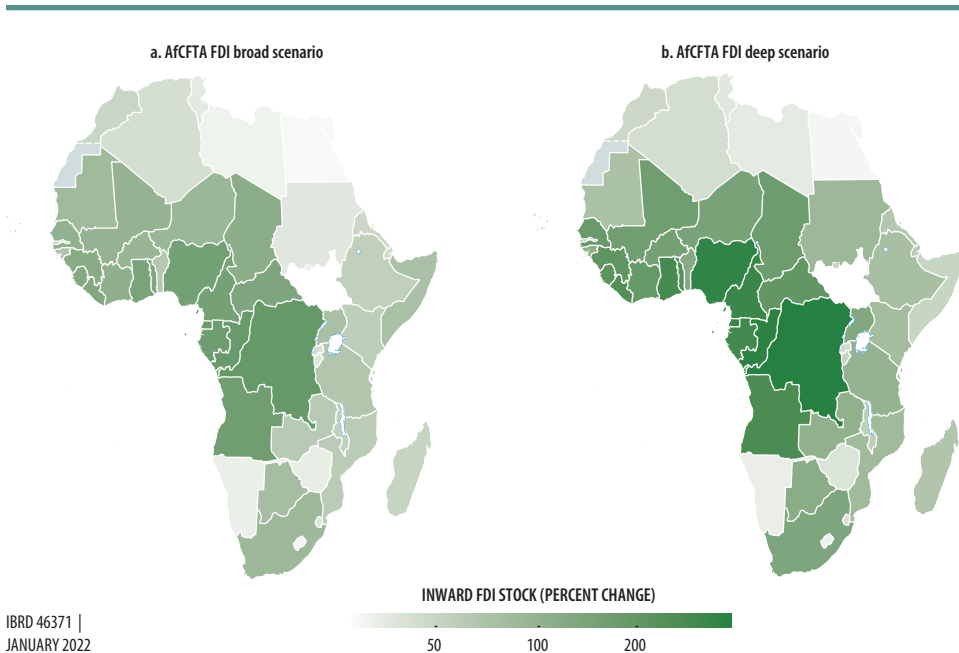 a. AfCFTA FDI broad scenario
b. AfCFTA FDI deep scenario
INWARD FDI STOCK (PERCENT CHANGE)
50
100
200
IBRD 46371 |
JANUARY 2022